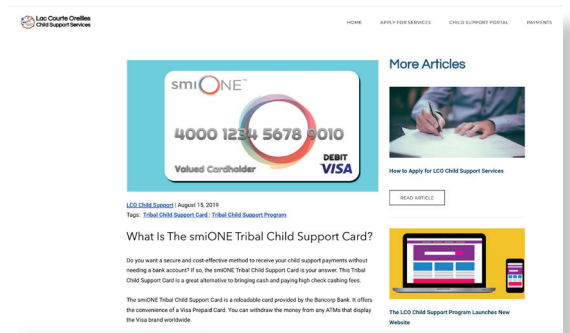 Lac Courte Oreilles
Child Support Services
HOME
APPLY FOR SERVICES
CHILD SUPPORT PORTAL
PAYMENTS
smiONE
4000 1234 5678 9010
DEBIT
Valued Cardholder
VISA
LCO Child Support | August 15, 2019
Tags: Tribal Child Support Card | Tribal Child Support Program
What Is The smiONE Tribal Child Support Card?
Do you want a secure and cost-effective method to receive your child support payments without
needing a bank account? If so, the smiONE Tribal Child Support Card is your answer. This Tribal
Child Support Card is a great alternative to bringing cash and paying high check cashing fees.
The smiONE Tribal Child Support Card is a reloadable card provided by the Bancorp Bank. It offers
the convenience of a Visa Prepaid Card. You can withdraw the money from any ATMs that display
the Visa brand worldwide.
More Articles
How to Apply for LCO Child Support Services
READ ARTICLE
The LCO Child Support Program Launches New
Website